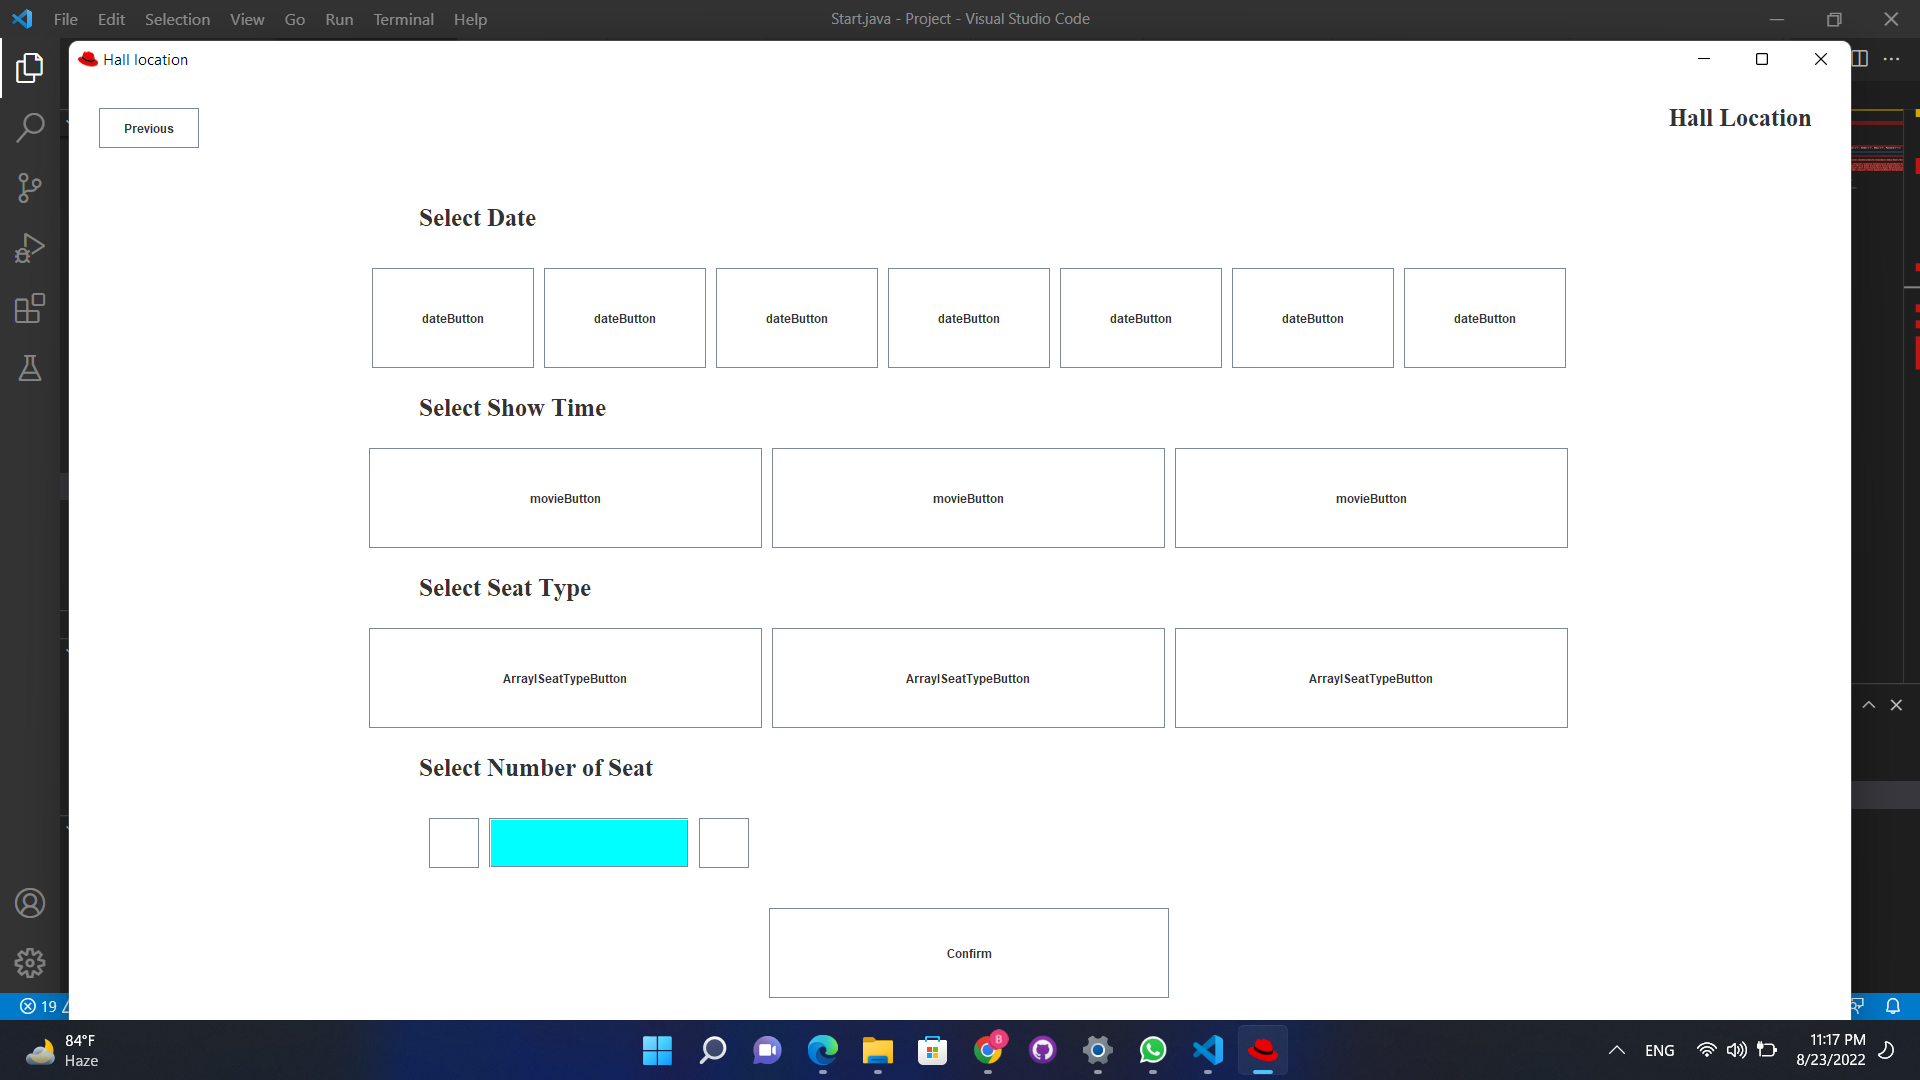 File Edit Selection View Go Run Terminal Help
Start.java - Project - Visual Studio Code
Hall location
Previous
Hall Location
Select Date
dateButton dateButton dateButton dateButton dateButton dateButton dateButton
Select Show Time
movieButton movieButton movieButton
Select Seat Type
ArraylSeatTypeButton ArraylSeatTypeButton ArraylSeatTypeButton
Select Number of Seat
Confirm
19
84°F
Haze
B
ENG
11:17 PM
8/23/2022